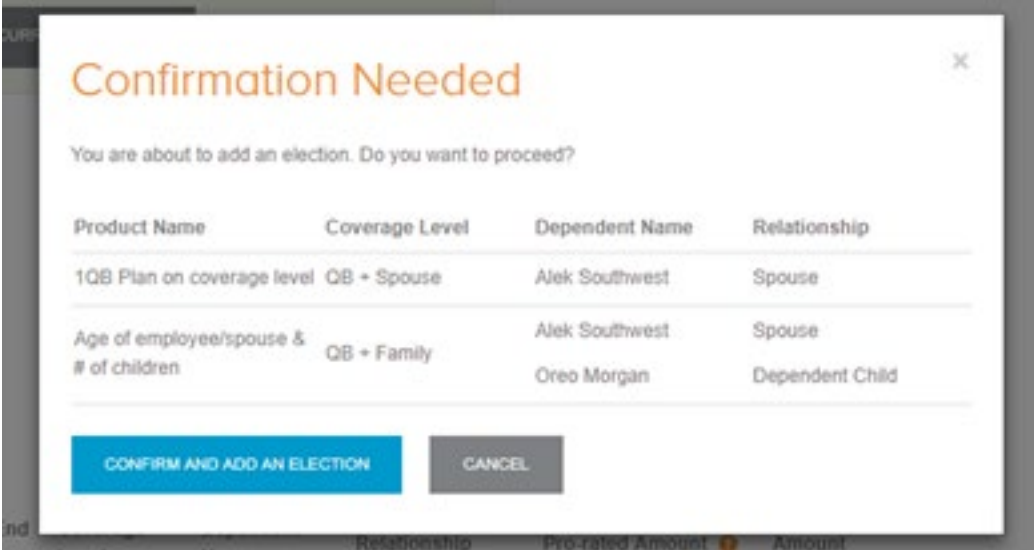 CURR
Confirmation Needed
×
You are about to add an election. Do you want to proceed?
Product Name Coverage Level Dependent Name Relationship
1QB Plan on coverage level QB + Spouse Alek Southwest Spouse
Age of employee/spouse &
# of children
QB + Family
Alek Southwest Spouse
Oreo Morgan Dependent Child
CONFIRM AND ADD AN ELECTION CANCEL
End
Relationship Pro-rated Amount Amount